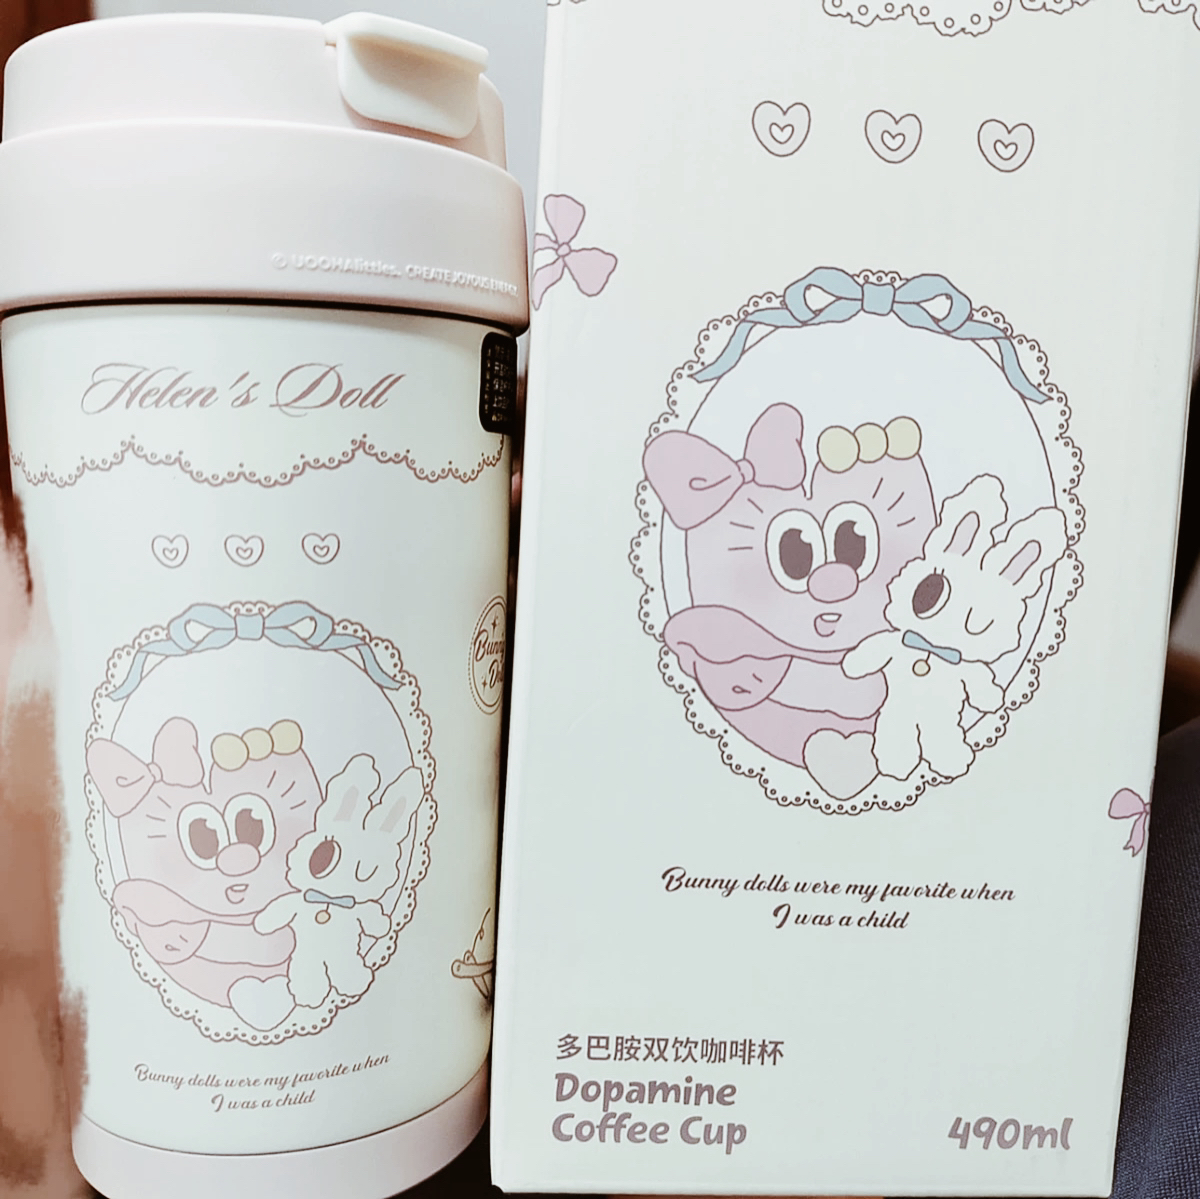 © UOOHAlittles. CREATE JOYOUS ENERGY.
Helen's Doll
Bunny
Bunny dolls were my favorite when
I was a child
Bunny dolls were my favorite when
I was a child
多巴胺双饮咖啡杯
Dopamine
Coffee Cup
490ml